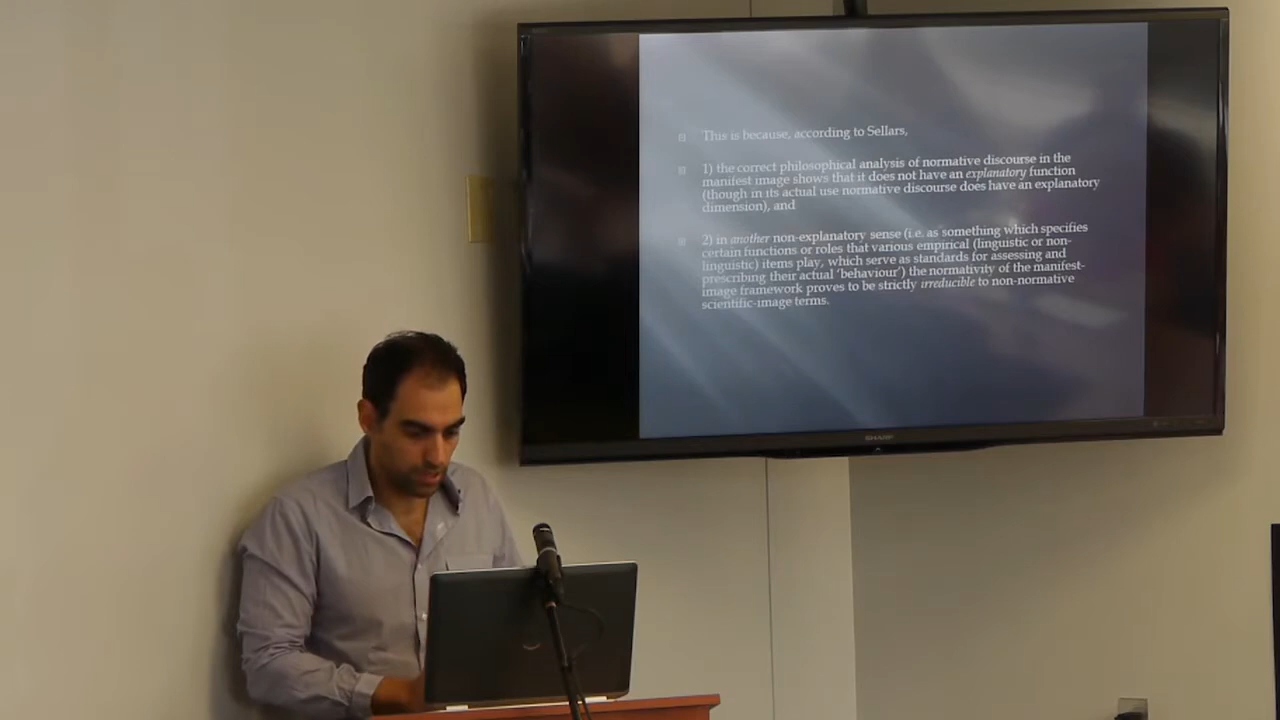 This is because, according to Sellars,
1) the correct philosophical analysis of normative discourse in the
manifest image shows that it does not have an explanatory function
(though in its actual use normative discourse does have an explanatory
dimension), and
2) in another non-explanatory sense (i.e. as something which specifies
certain functions or roles that various empirical (linguistic or non-
linguistic) items play, which serve as standards for assessing and
prescribing their actual 'behaviour') the normativity of the manifest-
image framework proves to be strictly irreducible to non-normative
scientific-image terms.
SHARP